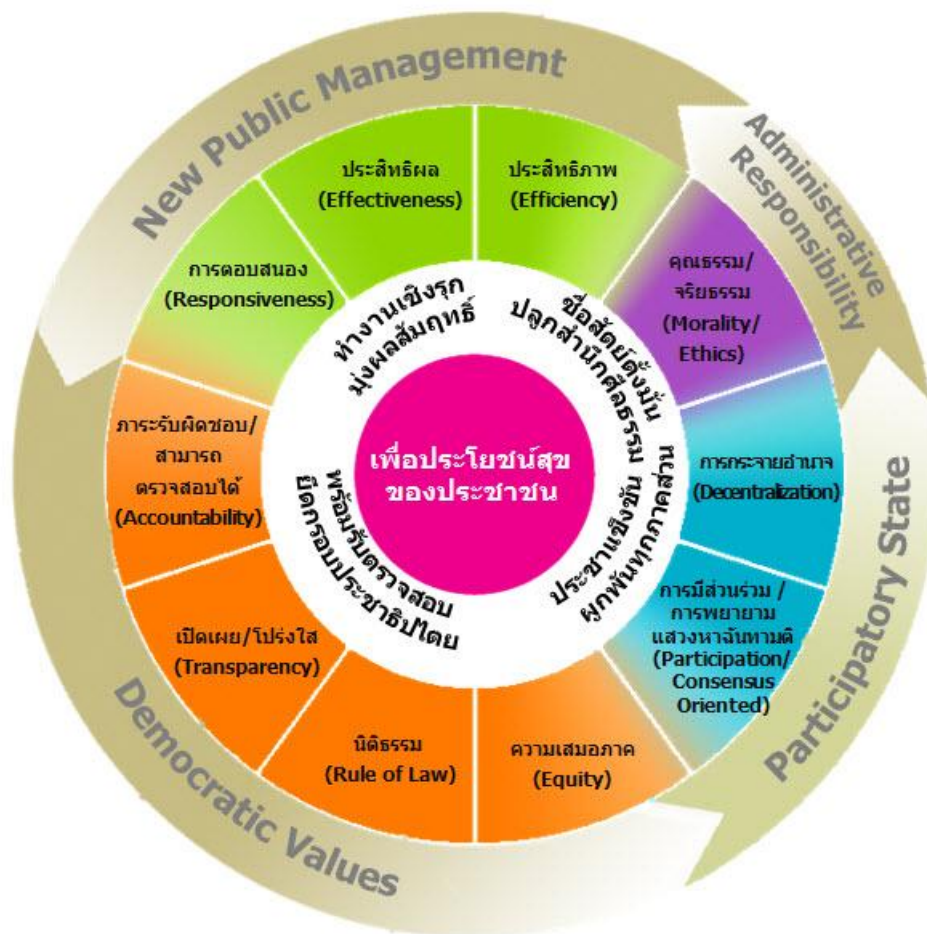 New Public Management
Administrative
Responsibility
Participatory State
Democratic Values
ประสิทธิผล
(Effectiveness)
ประสิทธิภาพ
(Efficiency)
คุณธรรม/
จริยธรรม
(Morality/
Ethics)
การกระจายอำนาจ
(Decentralization)
การมีส่วนร่วม /
การพยายาม
แสวงหาฉันทามติ
(Participation/
Consensus
Oriented)
ความเสมอภาค
(Equity)
นิติธรรม
(Rule of Law)
เปิดเผย/โปร่งใส
(Transparency)
ภาระรับผิดชอบ/
สามารถ
ตรวจสอบได้
(Accountability)
การตอบสนอง
(Responsiveness)
ทำงานเชิงรุก
มุ่งผลสัมฤทธิ์
ซื่อสัตย์ตั้งมั่น
ปลูกสำนึกศีลธรรม
ประชาแข็งขัน
ผูกพันทุกภาคส่วน
พร้อมรับตรวจสอบ
ยึดกรอบประชาธิปไตย
เพื่อประโยชน์สุข
ของประชาชน